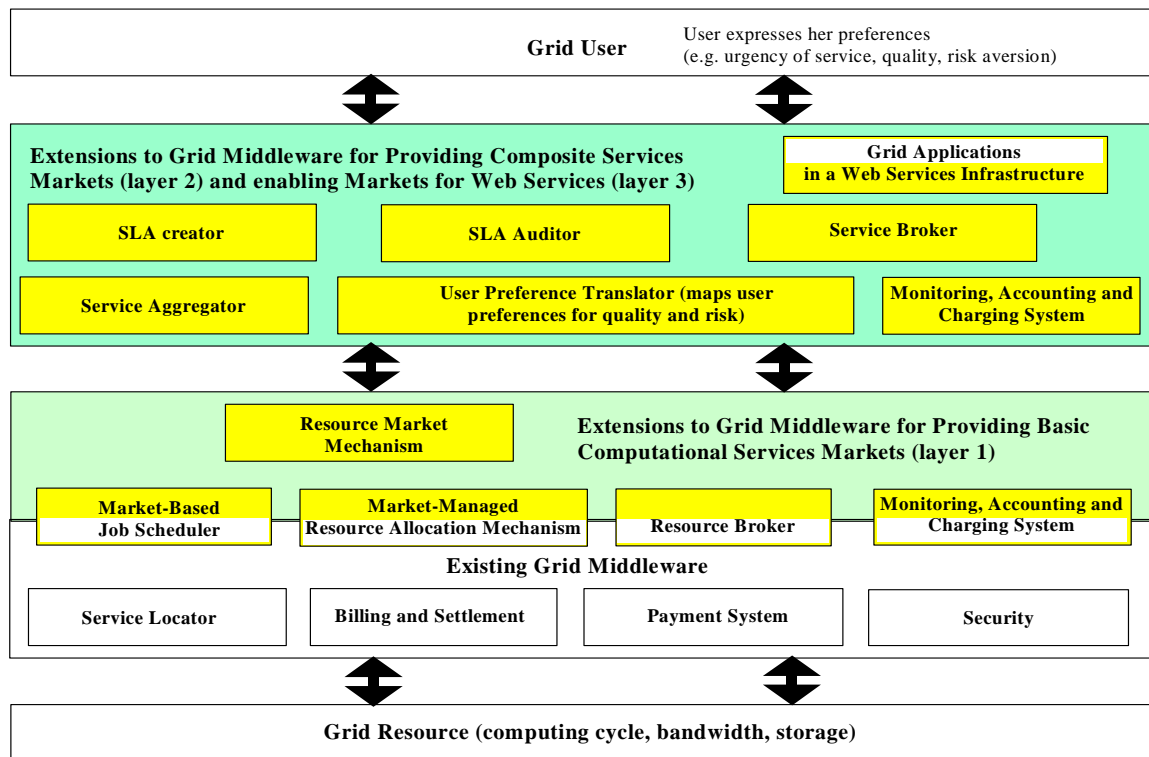 Grid User
User expresses her preferences
(e.g. urgency of service, quality, risk aversion)
Extensions to Grid Middleware for Providing Composite Services
Markets (layer 2) and enabling Markets for Web Services (layer 3)
Grid Applications
in a Web Services Infrastructure
SLA creator
SLA Auditor
Service Broker
Service Aggregator
User Preference Translator (maps user
preferences for quality and risk)
Monitoring, Accounting and
Charging System
Resource Market
Mechanism
Extensions to Grid Middleware for Providing Basic
Computational Services Markets (layer 1)
Market-Based
Job Scheduler
Market-Managed
Resource Allocation Mechanism
Resource Broker
Monitoring, Accounting and
Charging System
Existing Grid Middleware
Service Locator
Billing and Settlement
Payment System
Security
Grid Resource (computing cycle, bandwidth, storage)